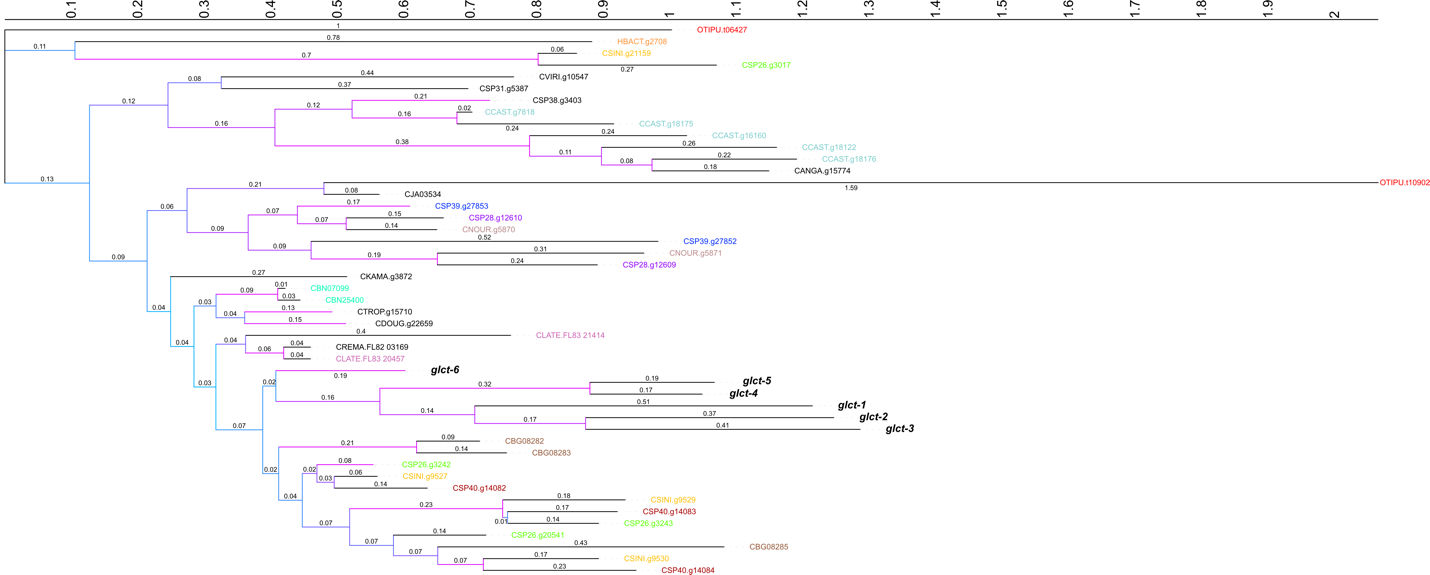 0.1 0.2 0.3 0.4 0.5 0.6 0.7 0.8 0.9 1 1.1 1.2 1.3 1.4 1.5 1.6 1.7 1.8 1.9 2
1 OTIPU.t06427
0.78 HBACT.g2708
0.11 0.06 CSINI.g21159
0.7
0.27 CSP26.g3017
0.44 CVIRI.g10547
0.08
0.37 CSP31.g5387
0.12 0.21 CSP38.g3403
0.12 0.02 CCAST.g7818
0.16
0.24 CCAST.g18175
0.16 0.24 CCAST.g16160
0.38 0.26 CCAST.g18122
0.11 0.22 CCAST.g18176
0.08 0.18 CANGA.g15774
0.13 1.59 OTIPU.t10902
0.21
0.08 CJA03534
0.06 0.17 CSP39.g27853
0.07 0.15 CSP28.g12610
0.07 0.14 CNOUR.g5870
0.09
0.52 CSP39.g27852
0.09 0.31 CNOUR.g5871
0.19 0.24 CSP28.g12609
0.09
0.27 CKAMA.g3872
0.01 CBN07099
0.09
0.03 0.03 CBN25400
0.04 0.13 CTROP.g15710
0.04 0.15 CDOUG.g22659
0.4 CLATE.FL83 21414
0.04 0.04 0.04 CREMA.FL82 03169
0.06 0.04 CLATE.FL83 20457
0.19 glct-6
0.03 0.02 0.19 glct-5
0.32 0.17 glct-4
0.16 0.51 glct-1
0.14 0.37 glct-2
0.17 0.41 glct-3
0.07
0.09 CBG08282
0.21 0.14 CBG08283
0.08 CSP26.g3242
0.02 0.02 0.06 CSINI.g9527
0.03 0.14 CSP40.g14082
0.04 0.18 CSINI.g9529
0.23 0.17 CSP40.g14083
0.01 0.14 CSP26.g3243
0.07 0.14 CSP26.g20641
0.07 0.43 CBG08285
0.07 0.17 CSINI.g9530
0.07 0.23 CSP40.g14084